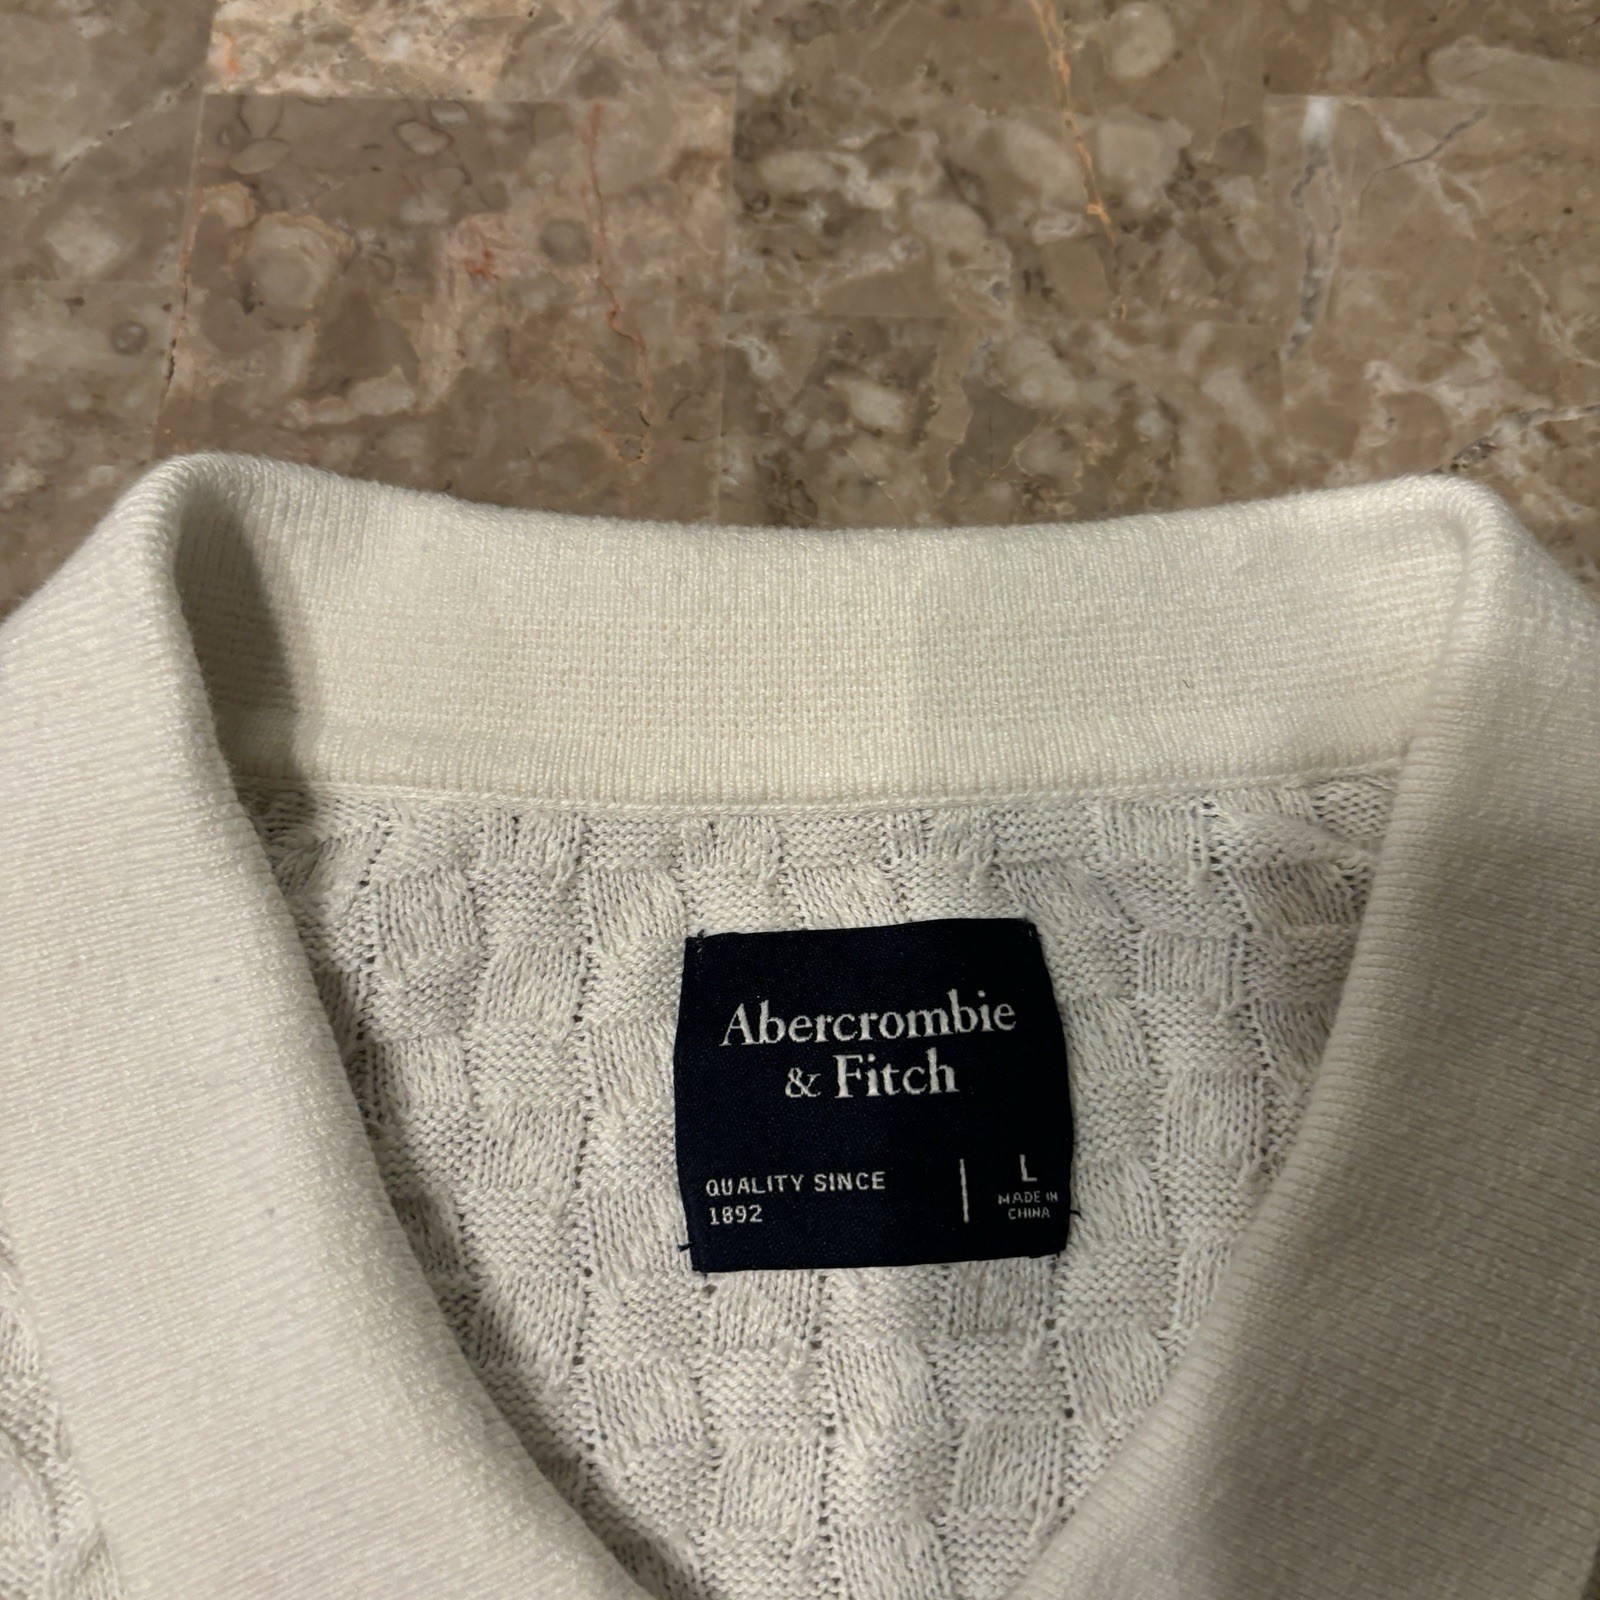 Abercrombie
& Fitch
QUALITY SINCE
1892
L
MADE IN
CHINA